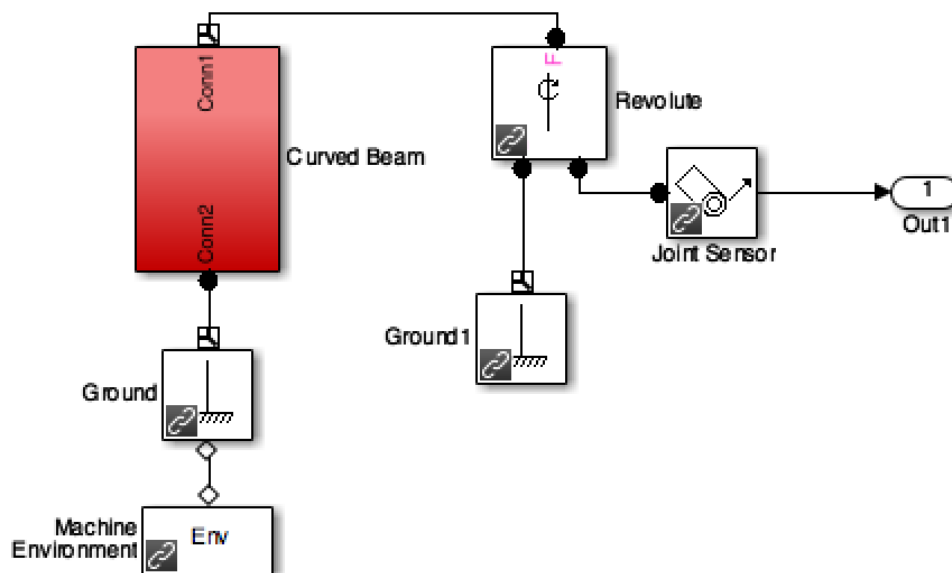 Conn1
Conn2
Curved Beam
F
Revolute
Joint Sensor
1
Out1
Ground1
Ground
Machine
Environment
Env